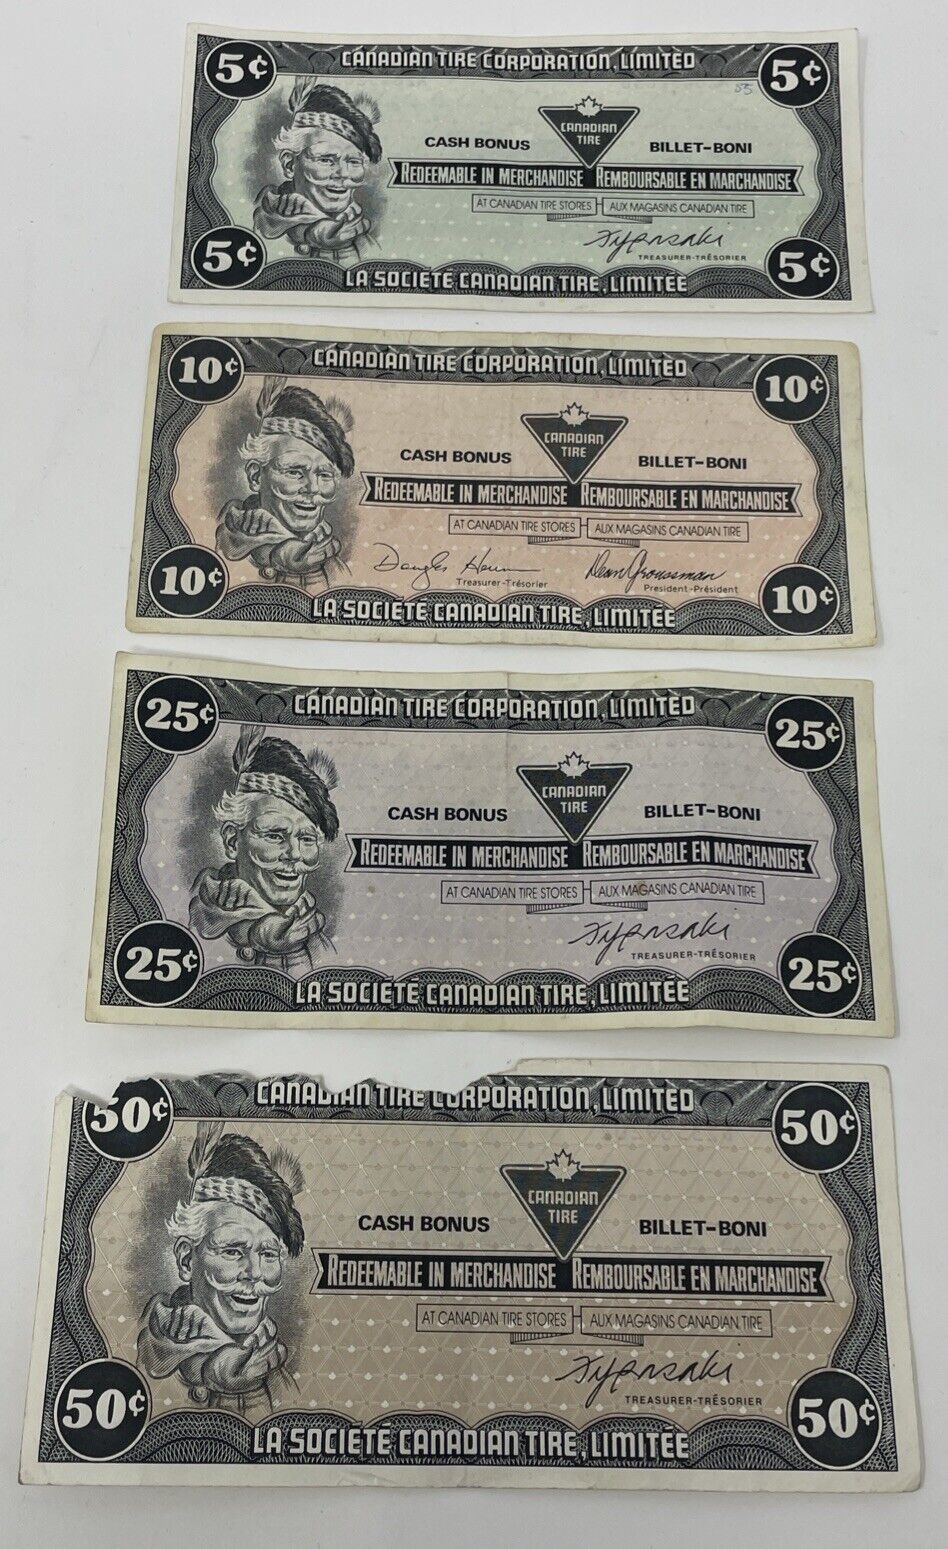 5¢ CANADIAN TIRE CORPORATION, LIMITED 5¢
55
CANADIAN
TIRE
CASH BONUS BILLET-BONI
REDEEMABLE IN MERCHANDISE REMBOURSABLE EN MARCHANDISE
AT CANADIAN TIRE STORES AUX MAGASINS CANADIAN TIRE
TREASURER-TRÉSORIER
5¢ LA SOCIÉTÉ CANADIAN TIRE, LIMITÉE 5¢
10¢ CANADIAN TIRE CORPORATION, LIMITED 10¢
CANADIAN
TIRE
CASH BONUS BILLET-BONI
REDEEMABLE IN MERCHANDISE REMBOURSABLE EN MARCHANDISE
AT CANADIAN TIRE STORES AUX MAGASINS CANADIAN TIRE
Dean Groussman
Treasurer-Trésorier President-Président
10¢ LA SOCIÉTÉ CANADIAN TIRE, LIMITÉE 10¢
25¢ CANADIAN TIRE CORPORATION, LIMITED 25¢
CANADIAN
TIRE
CASH BONUS BILLET-BONI
REDEEMABLE IN MERCHANDISE REMBOURSABLE EN MARCHANDISE
AT CANADIAN TIRE STORES AUX MAGASINS CANADIAN TIRE
TREASURER-TRÉSORIER
25¢ LA SOCIÉTÉ CANADIAN TIRE, LIMITÉE 25¢
50¢ CANADIAN TIRE CORPORATION, LIMITED 50¢
CANADIAN
TIRE
CASH BONUS BILLET-BONI
REDEEMABLE IN MERCHANDISE REMBOURSABLE EN MARCHANDISE
AT CANADIAN TIRE STORES AUX MAGASINS CANADIAN TIRE
TREASURER-TRÉSORIER
50¢ LA SOCIÉTÉ CANADIAN TIRE, LIMITÉE 50¢